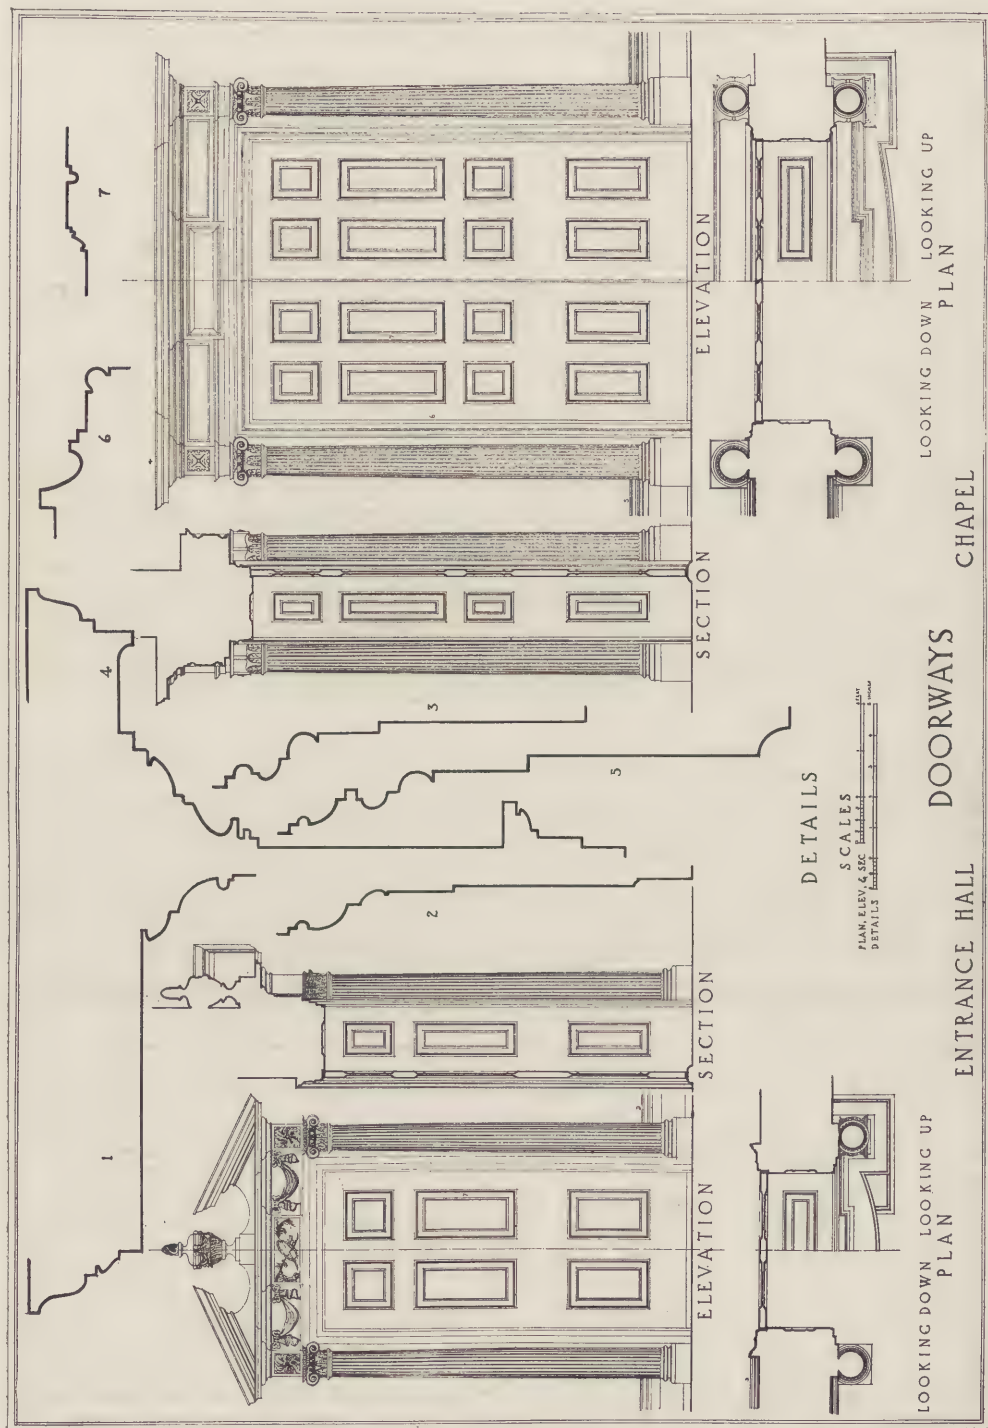 1
2
3
4
5
6
7
ELEVATION
SECTION
SECTION
ELEVATION
LOOKING DOWN LOOKING UP
PLAN
LOOKING DOWN LOOKING UP
PLAN
DETAILS
SCALES
PLAN, ELEV, & SEC
DETAILS
ENTRANCE HALL
CHAPEL
DOORWAYS